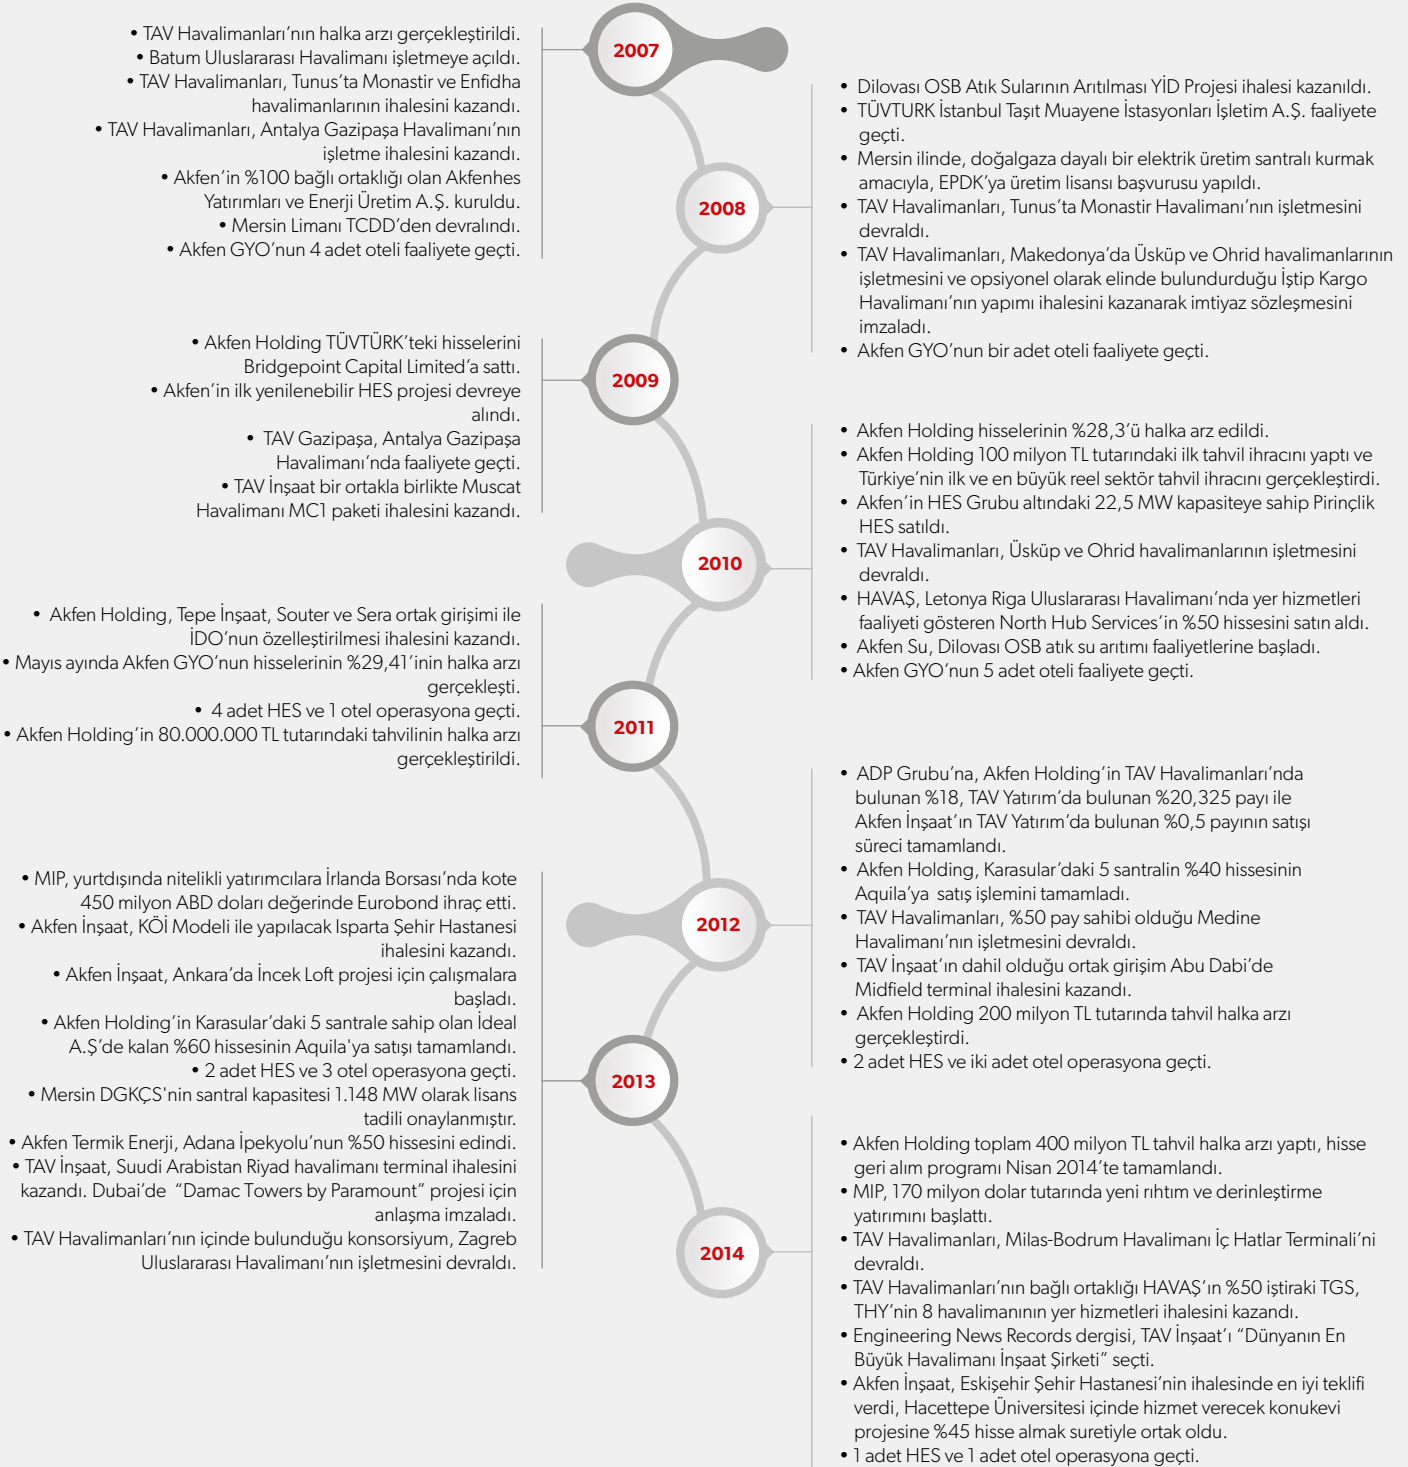 2007
• TAV Havalimanları’nın halka arzı gerçekleştirildi.
• Batum Uluslararası Havalimanı işletmeye açıldı.
• TAV Havalimanları, Tunus’ta Monastir ve Enfidha
havalimanlarının ihalesini kazandı.
• TAV Havalimanları, Antalya Gazipaşa Havalimanı’nın
işletme ihalesini kazandı.
• Akfen’in %100 bağlı ortaklığı olan Akfenhes
Yatırımları ve Enerji Üretim A.Ş. kuruldu.
• Mersin Limanı TCDD’den devralındı.
• Akfen GYO’nun 4 adet oteli faaliyete geçti.
2008
• Dilovası OSB Atık Sularının Arıtılması YİD Projesi ihalesi kazanıldı.
• TÜVTURK İstanbul Taşıt Muayene İstasyonları İşletim A.Ş. faaliyete
geçti.
• Mersin ilinde, doğalgaza dayalı bir elektrik üretim santralı kurmak
amacıyla, EPDK’ya üretim lisansı başvurusu yapıldı.
• TAV Havalimanları, Tunus’ta Monastir Havalimanı’nın işletmesini
devraldı.
• TAV Havalimanları, Makedonya’da Üsküp ve Ohrid havalimanlarının
işletmesini ve opsiyonel olarak elinde bulundurduğu İştip Kargo
Havalimanı’nın yapımı ihalesini kazanarak imtiyaz sözleşmesini
imzaladı.
• Akfen GYO’nun bir adet oteli faaliyete geçti.
2009
• Akfen Holding TÜVTÜRK’teki hisselerini
Bridgepoint Capital Limited’a sattı.
• Akfen’in ilk yenilenebilir HES projesi devreye
alındı.
• TAV Gazipaşa, Antalya Gazipaşa
Havalimanı’nda faaliyete geçti.
• TAV İnşaat bir ortakla birlikte Muscat
Havalimanı MC1 paketi ihalesini kazandı.
2010
• Akfen Holding hisselerinin %28,3’ü halka arz edildi.
• Akfen Holding 100 milyon TL tutarındaki ilk tahvil ihracını yaptı ve
Türkiye’nin ilk ve en büyük reel sektör tahvil ihracını gerçekleştirdi.
• Akfen’in HES Grubu altındaki 22,5 MW kapasiteye sahip Pirinçlik
HES satıldı.
• TAV Havalimanları, Üsküp ve Ohrid havalimanlarının işletmesini
devraldı.
• HAVAŞ, Letonya Riga Uluslararası Havalimanı’nda yer hizmetleri
faaliyeti gösteren North Hub Services’in %50 hissesini satın aldı.
• Akfen Su, Dilovası OSB atık su arıtımı faaliyetlerine başladı.
• Akfen GYO’nun 5 adet oteli faaliyete geçti.
2011
• Akfen Holding, Tepe İnşaat, Souter ve Sera ortak girişimi ile
İDO’nun özelleştirilmesi ihalesini kazandı.
• Mayıs ayında Akfen GYO’nun hisselerinin %29,41’inin halka arzı
gerçekleşti.
• 4 adet HES ve 1 otel operasyona geçti.
• Akfen Holding’in 80.000.000 TL tutarındaki tahvilinin halka arzı
gerçekleştirildi.
2012
• ADP Grubu’na, Akfen Holding’in TAV Havalimanları’nda
bulunan %18, TAV Yatırım’da bulunan %20,325 payı ile
Akfen İnşaat’ın TAV Yatırım’da bulunan %0,5 payının satışı
süreci tamamlandı.
• Akfen Holding, Karasular’daki 5 santralin %40 hissesinin
Aquila’ya satış işlemini tamamladı.
• TAV Havalimanları, %50 pay sahibi olduğu Medine
Havalimanı’nın işletmesini devraldı.
• TAV İnşaat’ın dahil olduğu ortak girişim Abu Dabi’de
Midfield terminal ihalesini kazandı.
• Akfen Holding 200 milyon TL tutarında tahvil halka arzı
gerçekleştirdi.
• 2 adet HES ve iki adet otel operasyona geçti.
2013
• MIP, yurtdışında nitelikli yatırımcılara İrlanda Borsası’nda kote
450 milyon ABD doları değerinde Eurobond ihraç etti.
• Akfen İnşaat, KÖİ Modeli ile yapılacak Isparta Şehir Hastanesi
ihalesini kazandı.
• Akfen İnşaat, Ankara’da İncek Loft projesi için çalışmalara
başladı.
• Akfen Holding’in Karasular’daki 5 santrale sahip olan İdeal
A.Ş’de kalan %60 hissesinin Aquila'ya satışı tamamlandı.
• 2 adet HES ve 3 otel operasyona geçti.
• Mersin DGKÇS'nin santral kapasitesi 1.148 MW olarak lisans
tadili onaylanmıştır.
• Akfen Termik Enerji, Adana İpekyolu’nun %50 hissesini edindi.
• TAV İnşaat, Suudi Arabistan Riyad havalimanı terminal ihalesini
kazandı. Dubai’de “Damac Towers by Paramount” projesi için
anlaşma imzaladı.
• TAV Havalimanları’nın içinde bulunduğu konsorsiyum, Zagreb
Uluslararası Havalimanı’nın işletmesini devraldı.
2014
• Akfen Holding toplam 400 milyon TL tahvil halka arzı yaptı, hisse
geri alım programı Nisan 2014’te tamamlandı.
• MIP, 170 milyon dolar tutarında yeni rıhtım ve derinleştirme
yatırımını başlattı.
• TAV Havalimanları, Milas-Bodrum Havalimanı İç Hatlar Terminali’ni
devraldı.
• TAV Havalimanları’nın bağlı ortaklığı HAVAŞ’ın %50 iştiraki TGS,
THY’nin 8 havalimanının yer hizmetleri ihalesini kazandı.
• Engineering News Records dergisi, TAV İnşaat’ı “Dünyanın En
Büyük Havalimanı İnşaat Şirketi” seçti.
• Akfen İnşaat, Eskişehir Şehir Hastanesi’nin ihalesinde en iyi teklifi
verdi, Hacettepe Üniversitesi içinde hizmet verecek konukevi
projesine %45 hisse almak suretiyle ortak oldu.
• 1 adet HES ve 1 adet otel operasyona geçti.